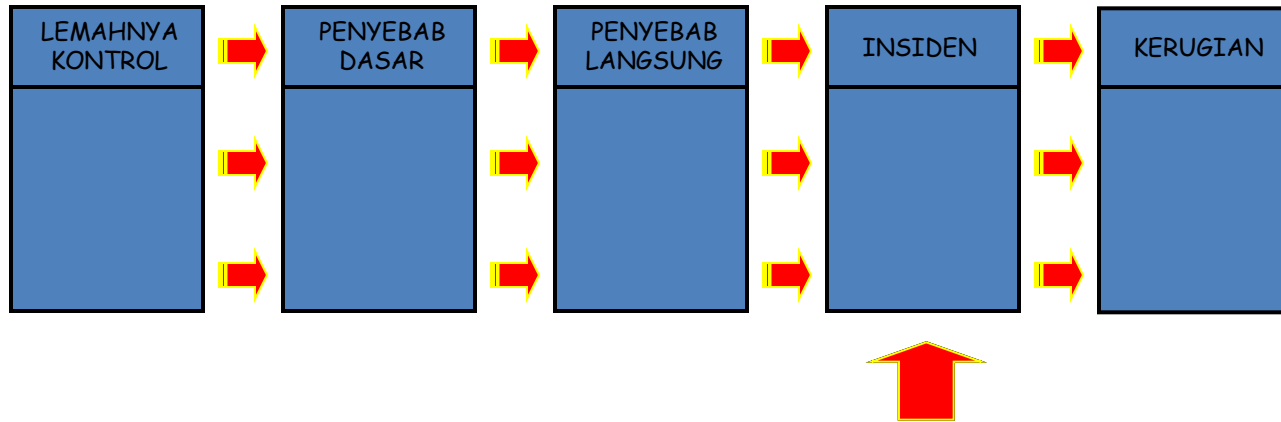 LEMAHNYA
KONTROL
PENYEBAB
DASAR
PENYEBAB
LANGSUNG
INSIDEN
KERUGIAN